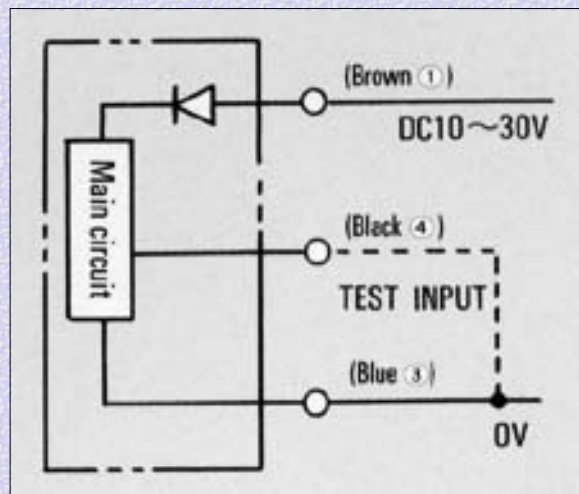 (Brown ①)
DC10～30V
Main circuit
(Black ④)
TEST INPUT
(Blue ③)
0V